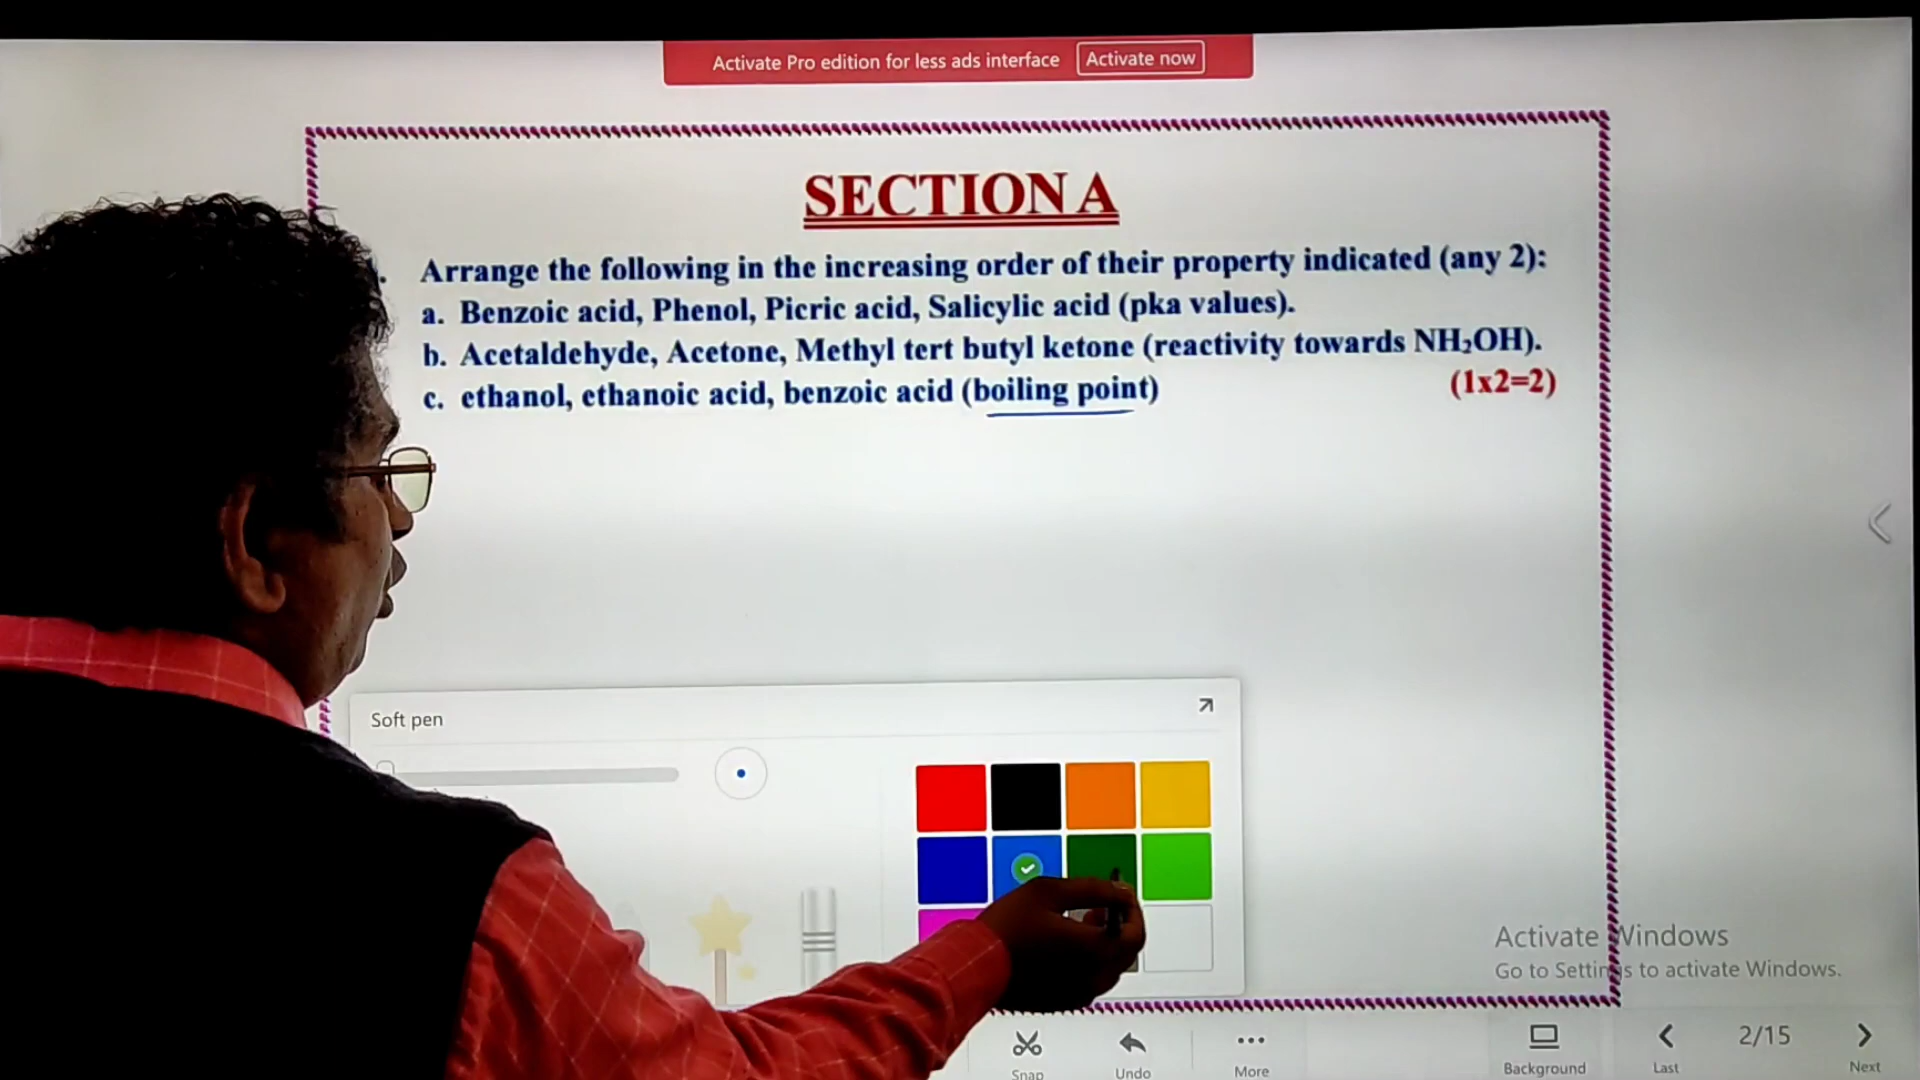 Activate Pro edition for less ads interface Activate now
SECTION A
Arrange the following in the increasing order of their property indicated (any 2):
a. Benzoic acid, Phenol, Picric acid, Salicylic acid (pka values).
b. Acetaldehyde, Acetone, Methyl tert butyl ketone (reactivity towards NH₂OH).
c. ethanol, ethanoic acid, benzoic acid (boiling point) (1x2=2)
Soft pen
Activate Windows
Go to Settings to activate Windows.
2/15
Snap Undo More Background Last Next